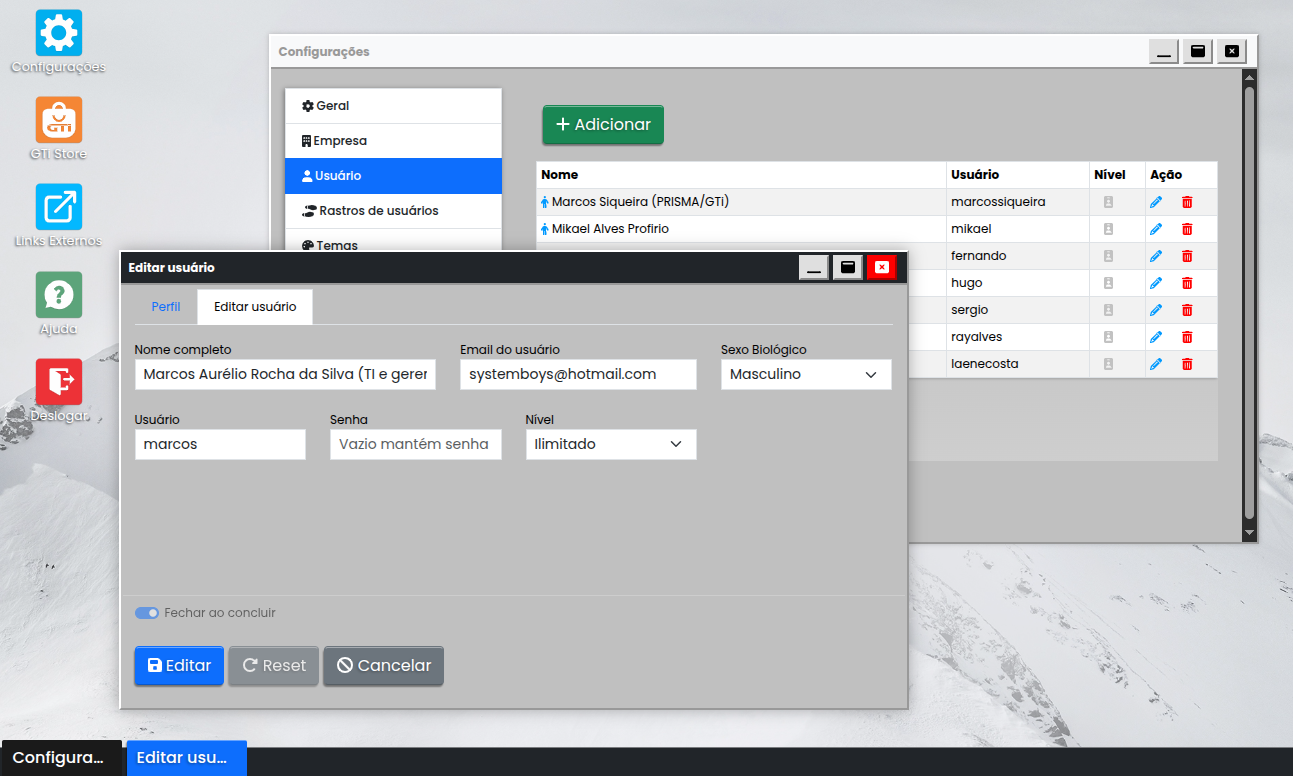 Configurações
GTi Store
Links Externos
Ajuda
Deslogar
Configurações
Geral
Empresa
Usuário
Rastros de usuários
Temas
Adicionar
Nome Usuário Nível Ação
Marcos Siqueira (PRISMA/GTi) marcossiqueira
Mikael Alves Profirio mikael
fernando
hugo
sergio
rayalves
laenecosta
Editar usuário
Perfil Editar usuário
Nome completo Email do usuário Sexo Biológico
Marcos Aurélio Rocha da Silva (TI e gerer systemboys@hotmail.com Masculino
Usuário Senha Nível
marcos Vazio mantém senha Ilimitado
Fechar ao concluir
Editar Reset Cancelar
Configura... Editar usu...